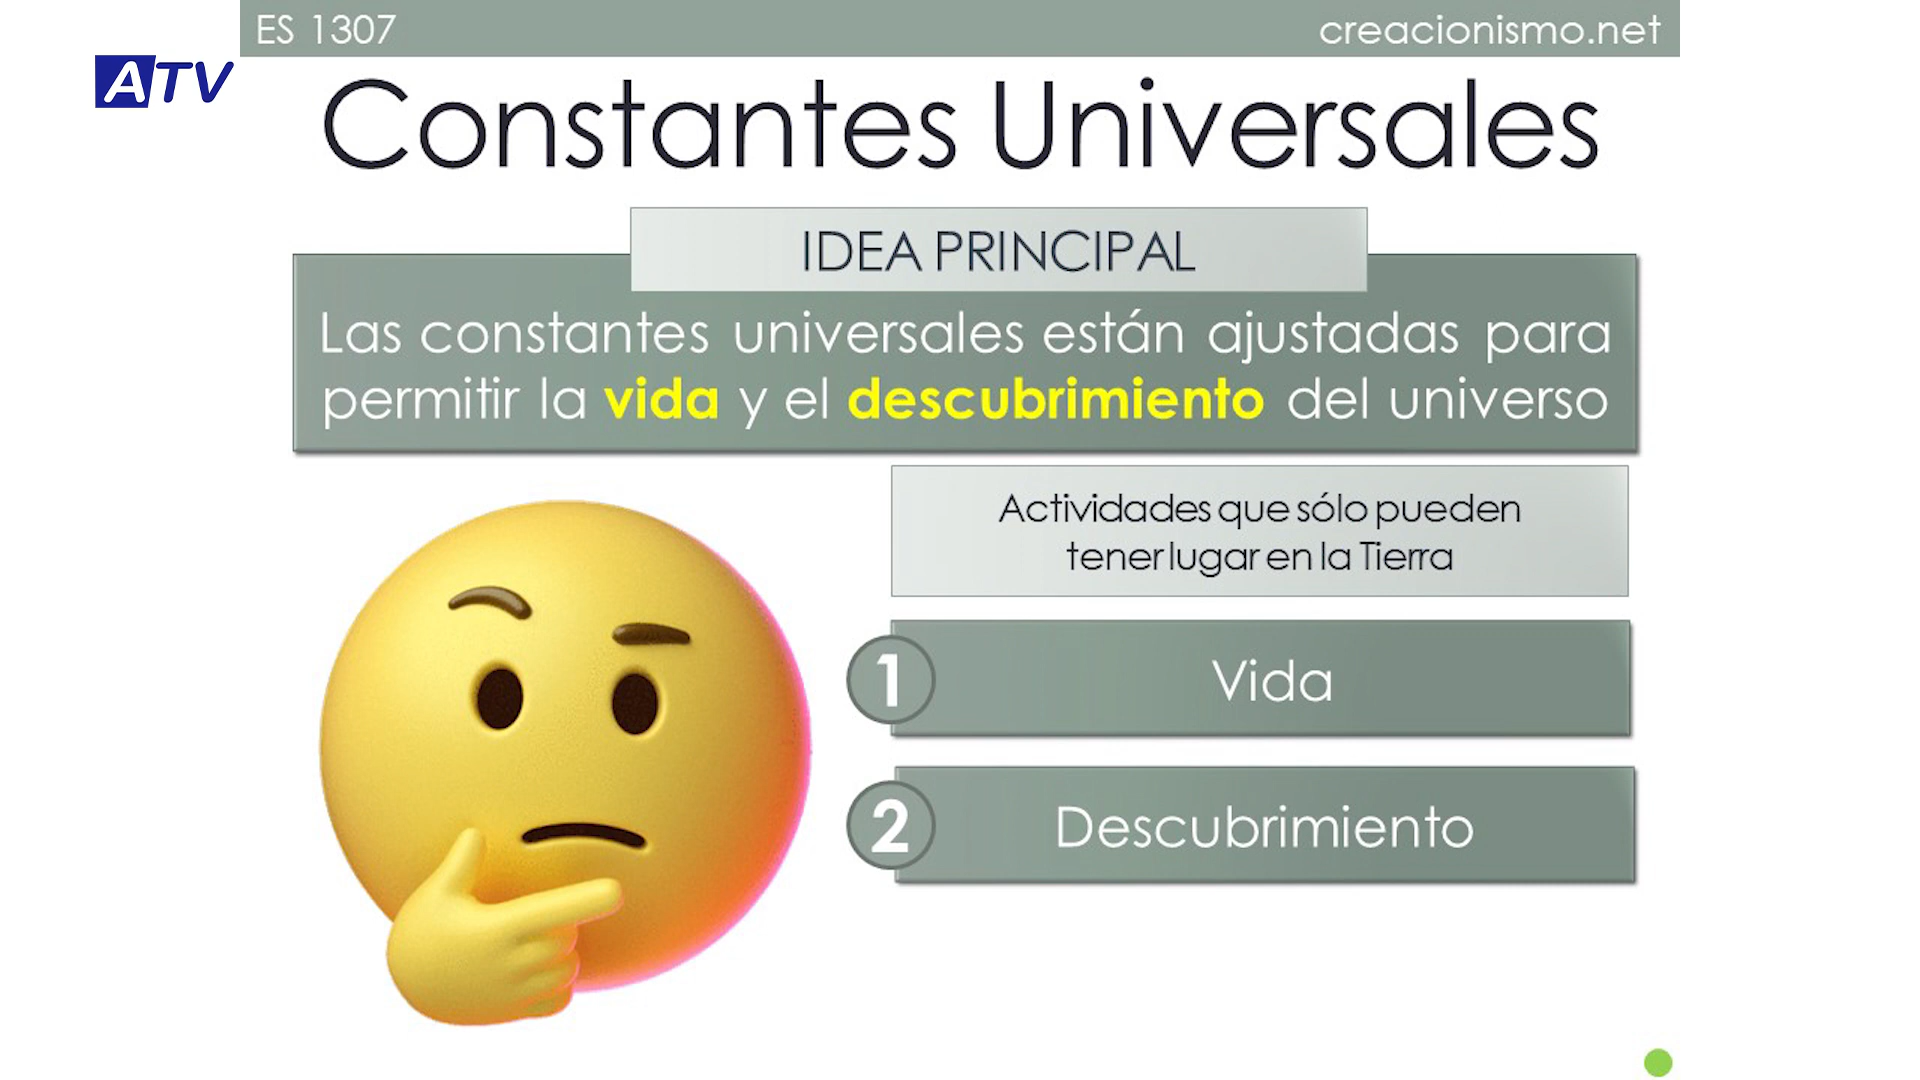 ES 1307
creacionismo.net
ATV
Constantes Universales
IDEA PRINCIPAL
Las constantes universales están ajustadas para
permitir la vida y el descubrimiento del universo
Actividades que sólo pueden
tener lugar en la Tierra
1 Vida
2 Descubrimiento